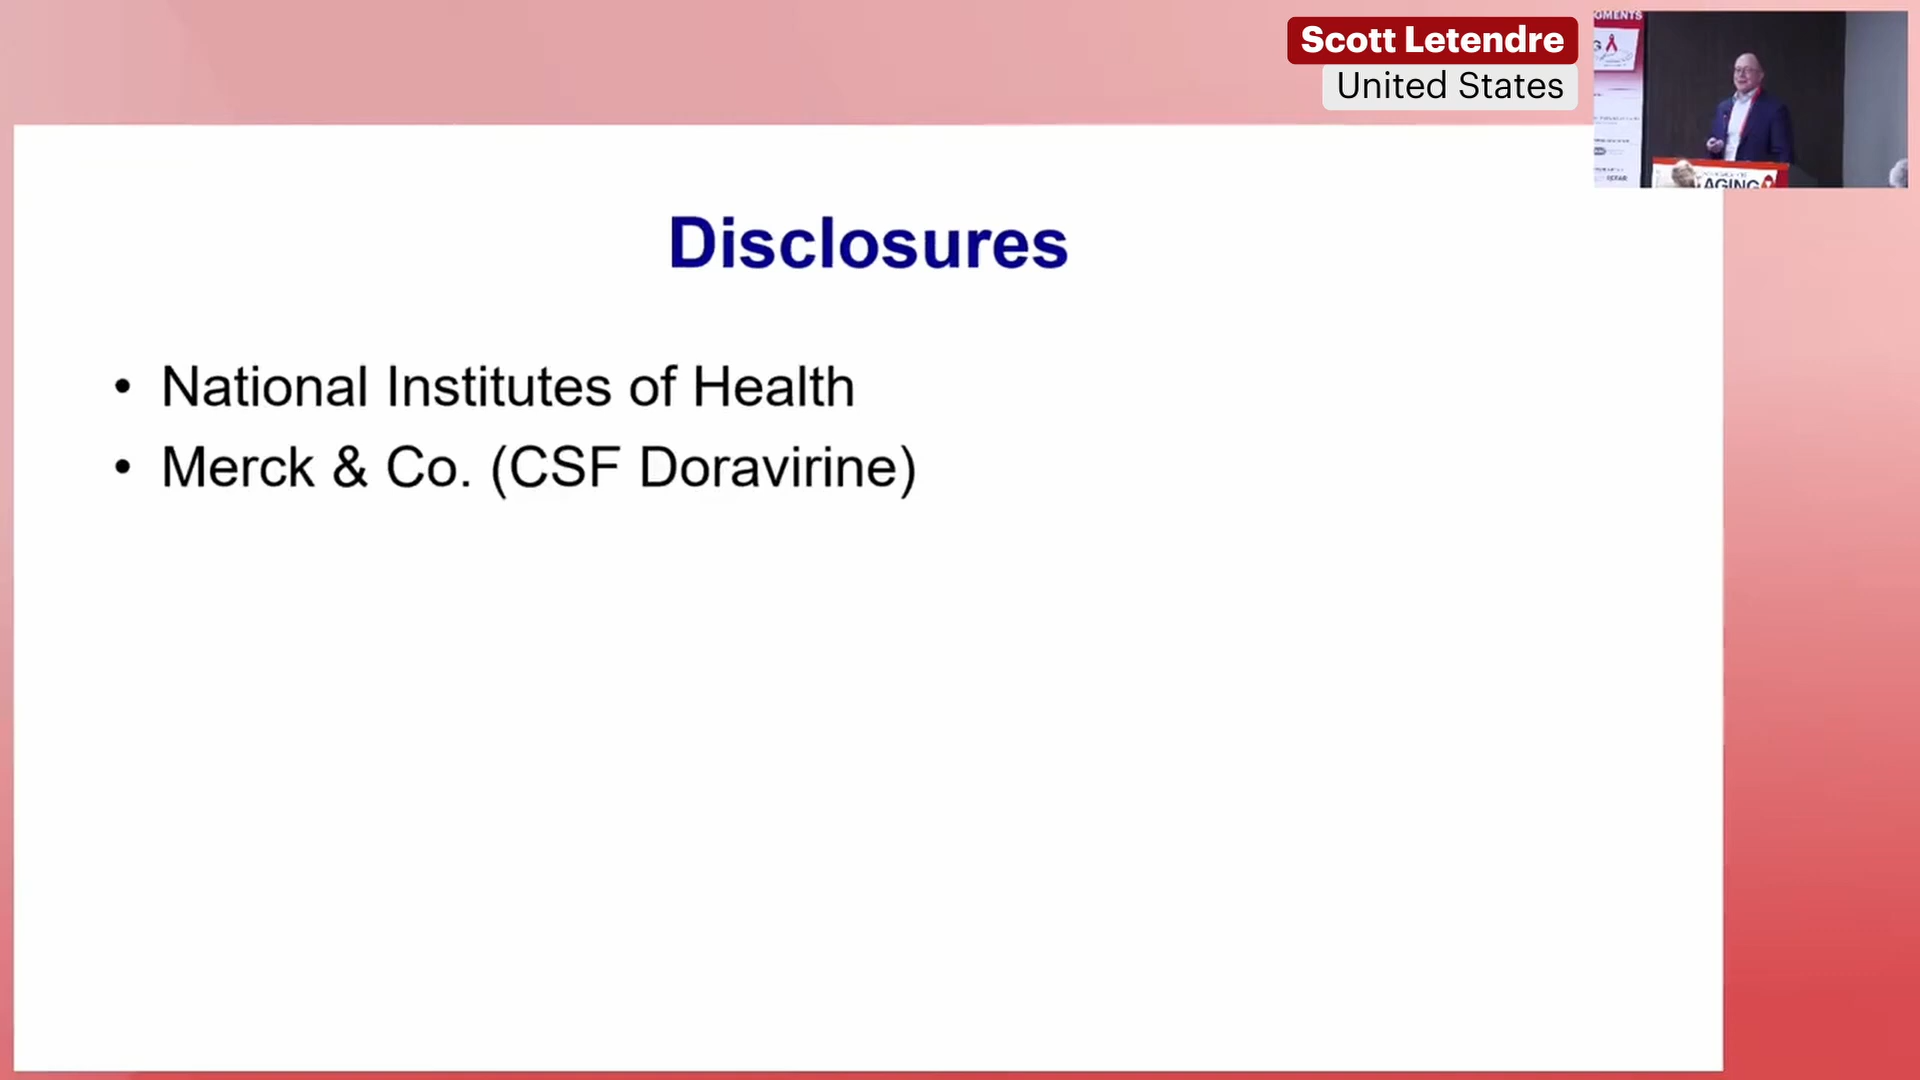 Scott Letendre
United States
AGING
Disclosures
• National Institutes of Health
• Merck & Co. (CSF Doravirine)